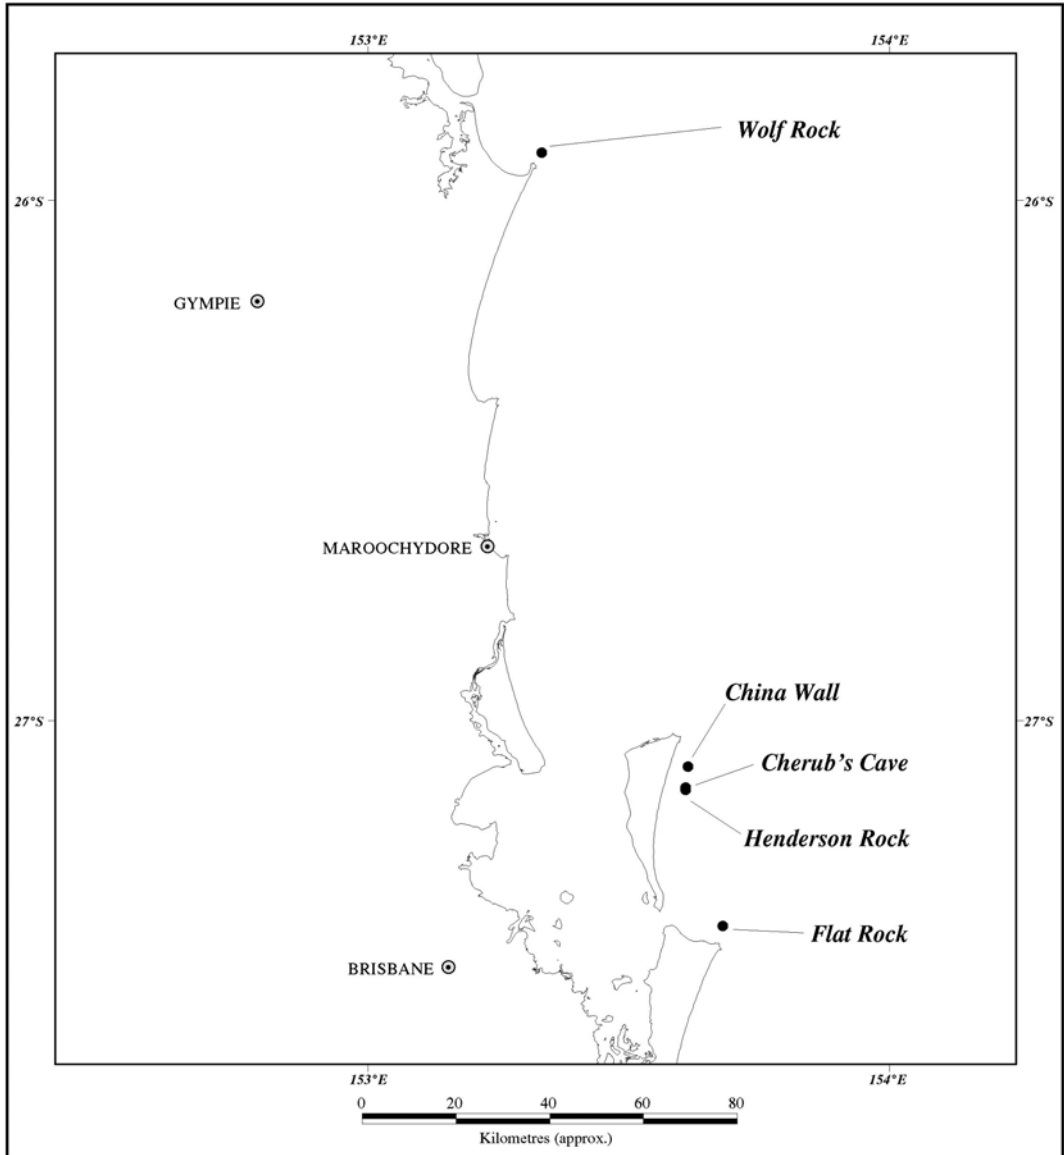 153°E 154°E
Wolf Rock
26°S 26°S
GYMPIE
MAROOCHYDORE
China Wall
27°S 27°S
Cherub's Cave
Henderson Rock
Flat Rock
BRISBANE
153°E 154°E
0 20 40 60 80
Kilometres (approx.)